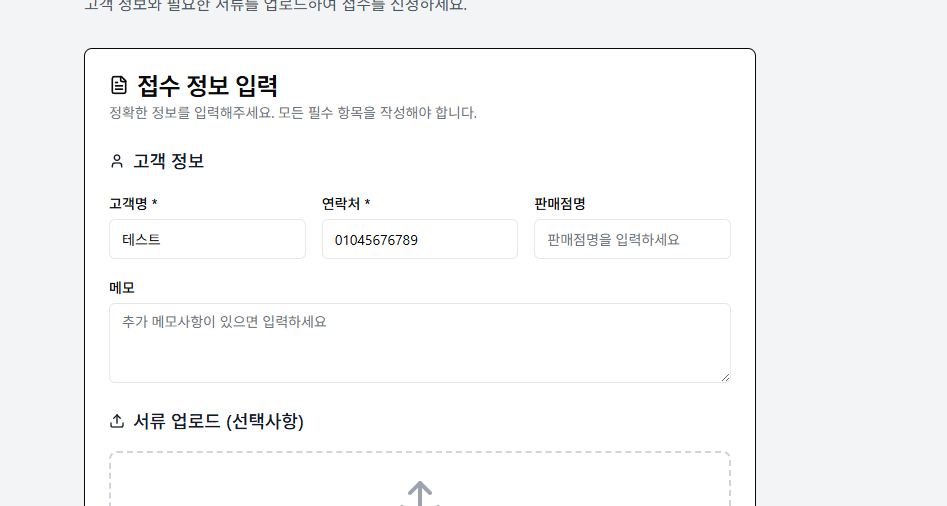 고객 정보와 필요한 서류를 업로드하여 접수를 신청하세요.
접수 정보 입력
정확한 정보를 입력해주세요. 모든 필수 항목을 작성해야 합니다.
고객 정보
고객명 * 연락처 * 판매점명
테스트 01045676789 판매점명을 입력하세요
메모
추가 메모사항이 있으면 입력하세요
서류 업로드 (선택사항)